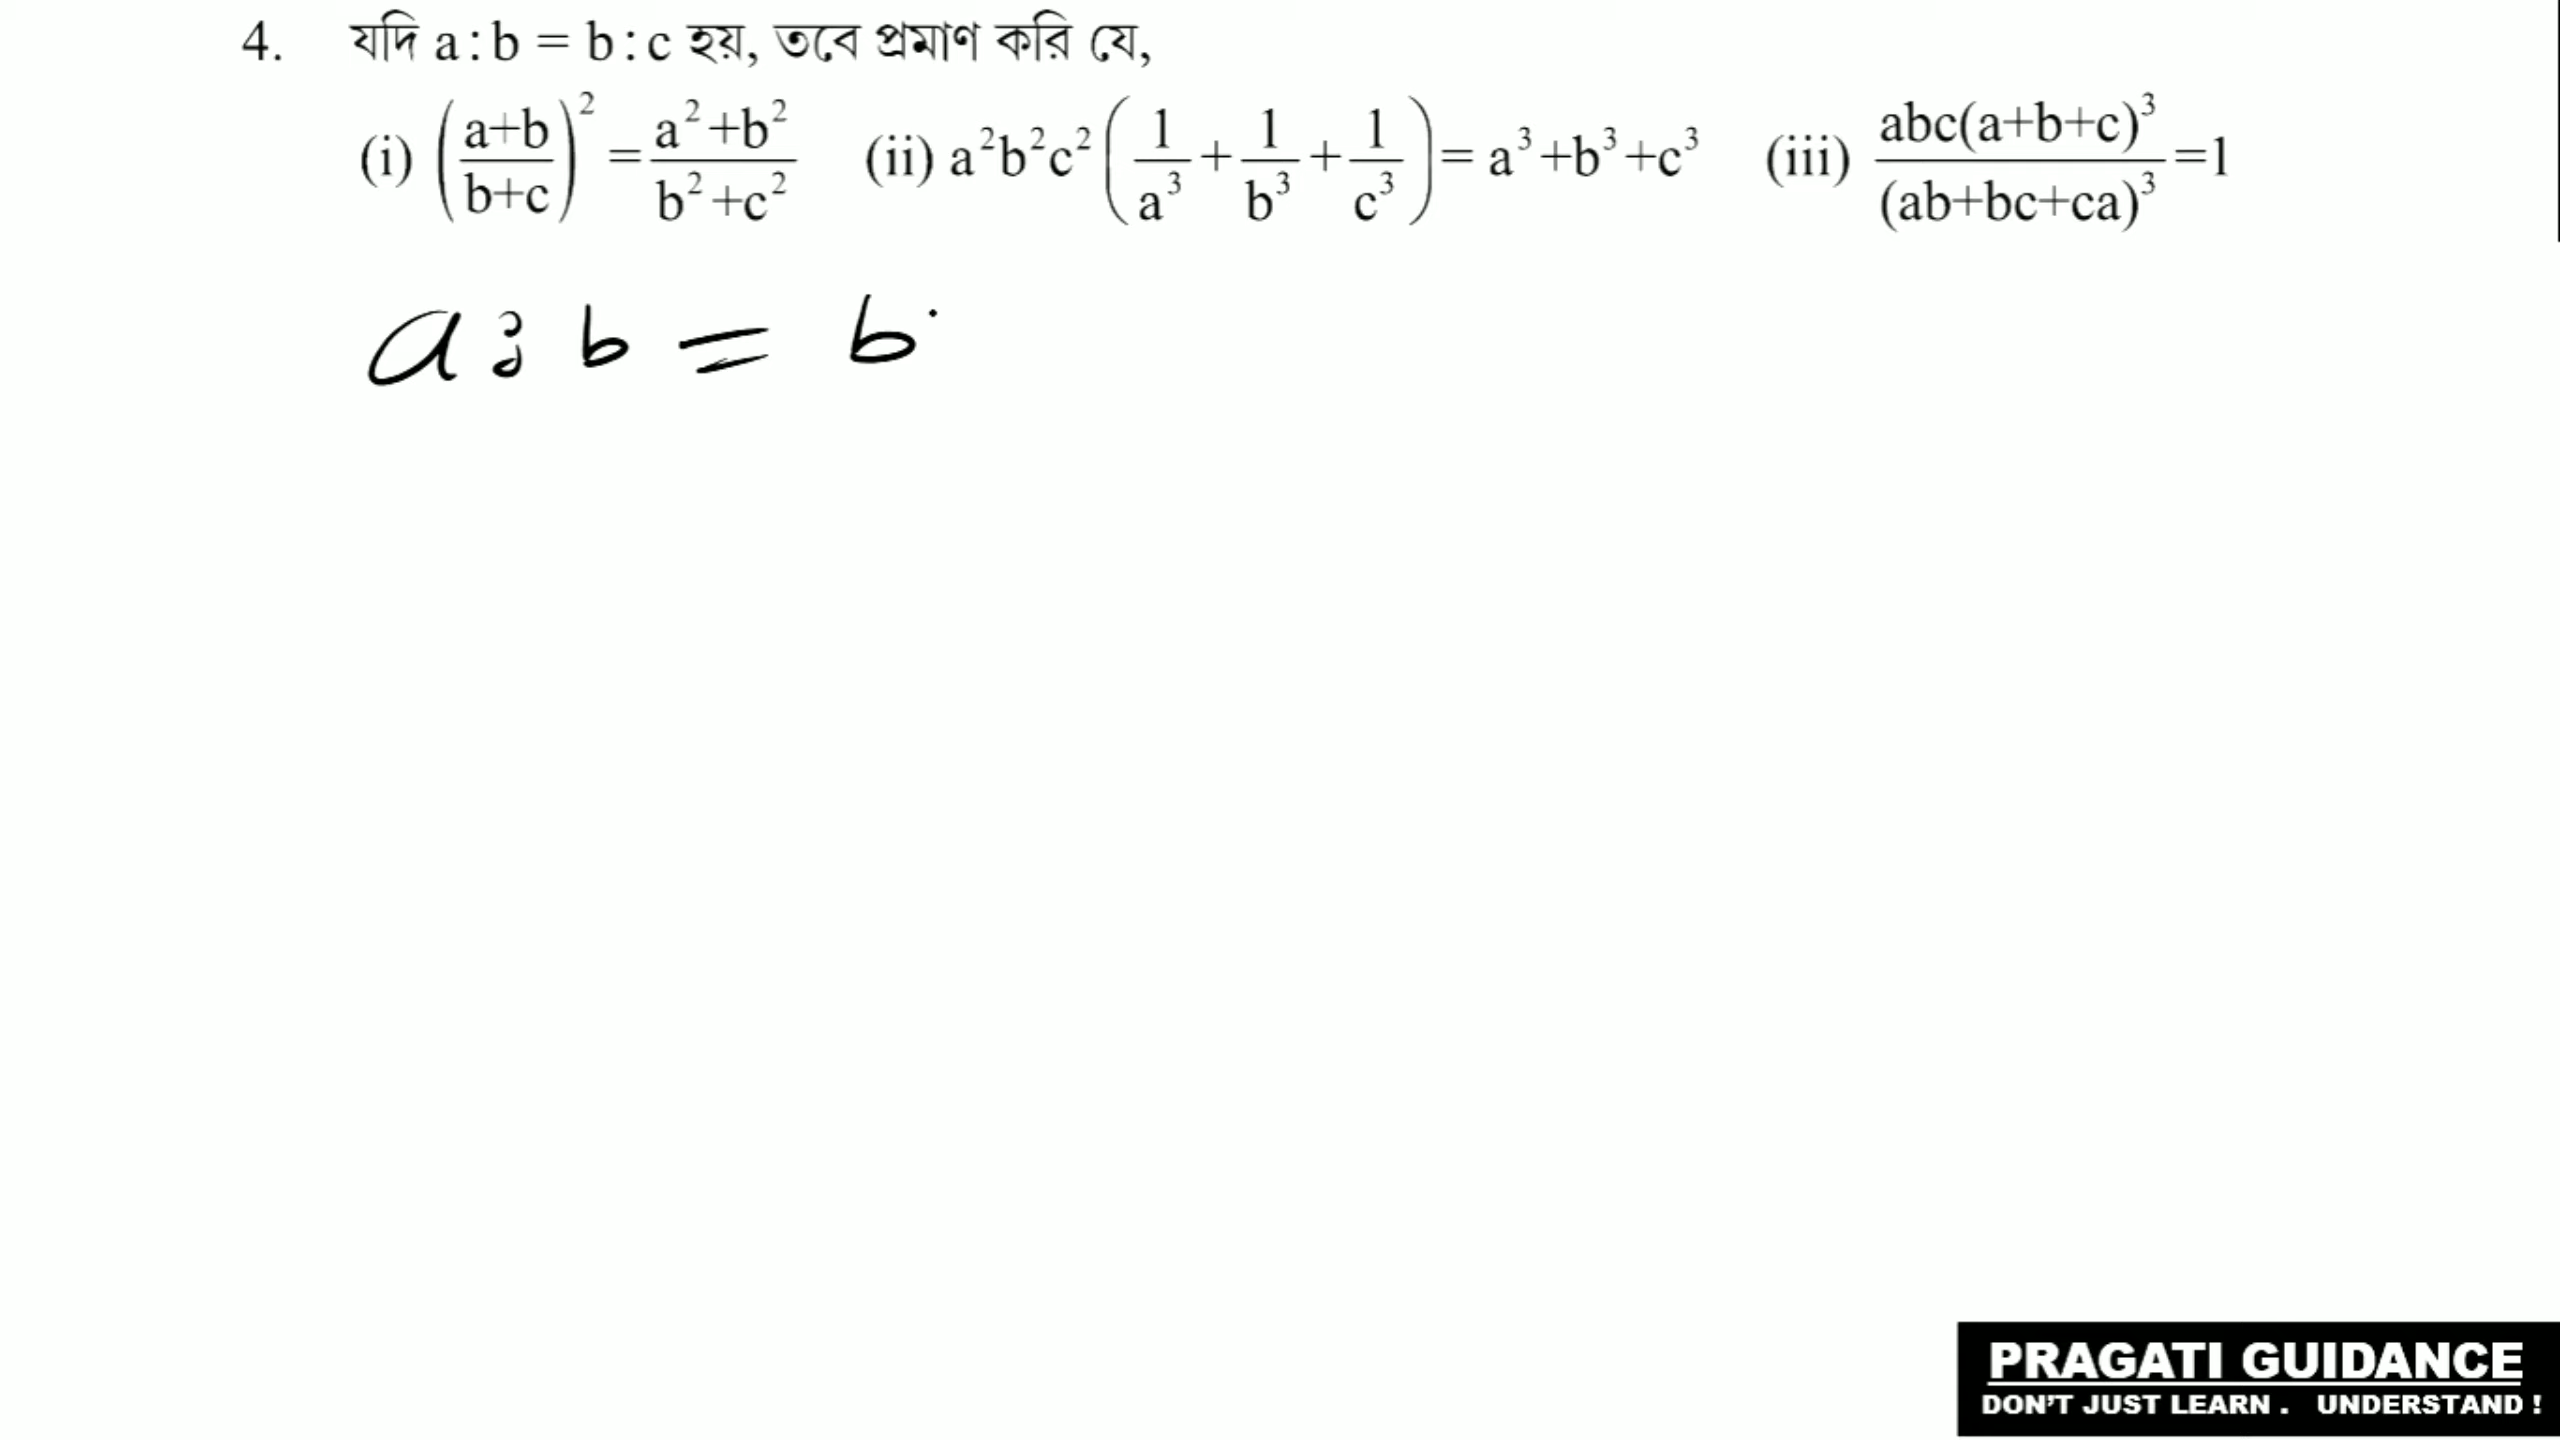 4. যদি a : b = b : c হয়, তবে প্রমাণ করি যে,
(i) ((a+b)/(b+c))² = (a²+b²)/(b²+c²) (ii) a²b²c²(1/a³ + 1/b³ + 1/c³) = a³+b³+c³ (iii) abc(a+b+c)³/(ab+bc+ca)³ =1
a : b = b
PRAGATI GUIDANCE
DON'T JUST LEARN . UNDERSTAND !